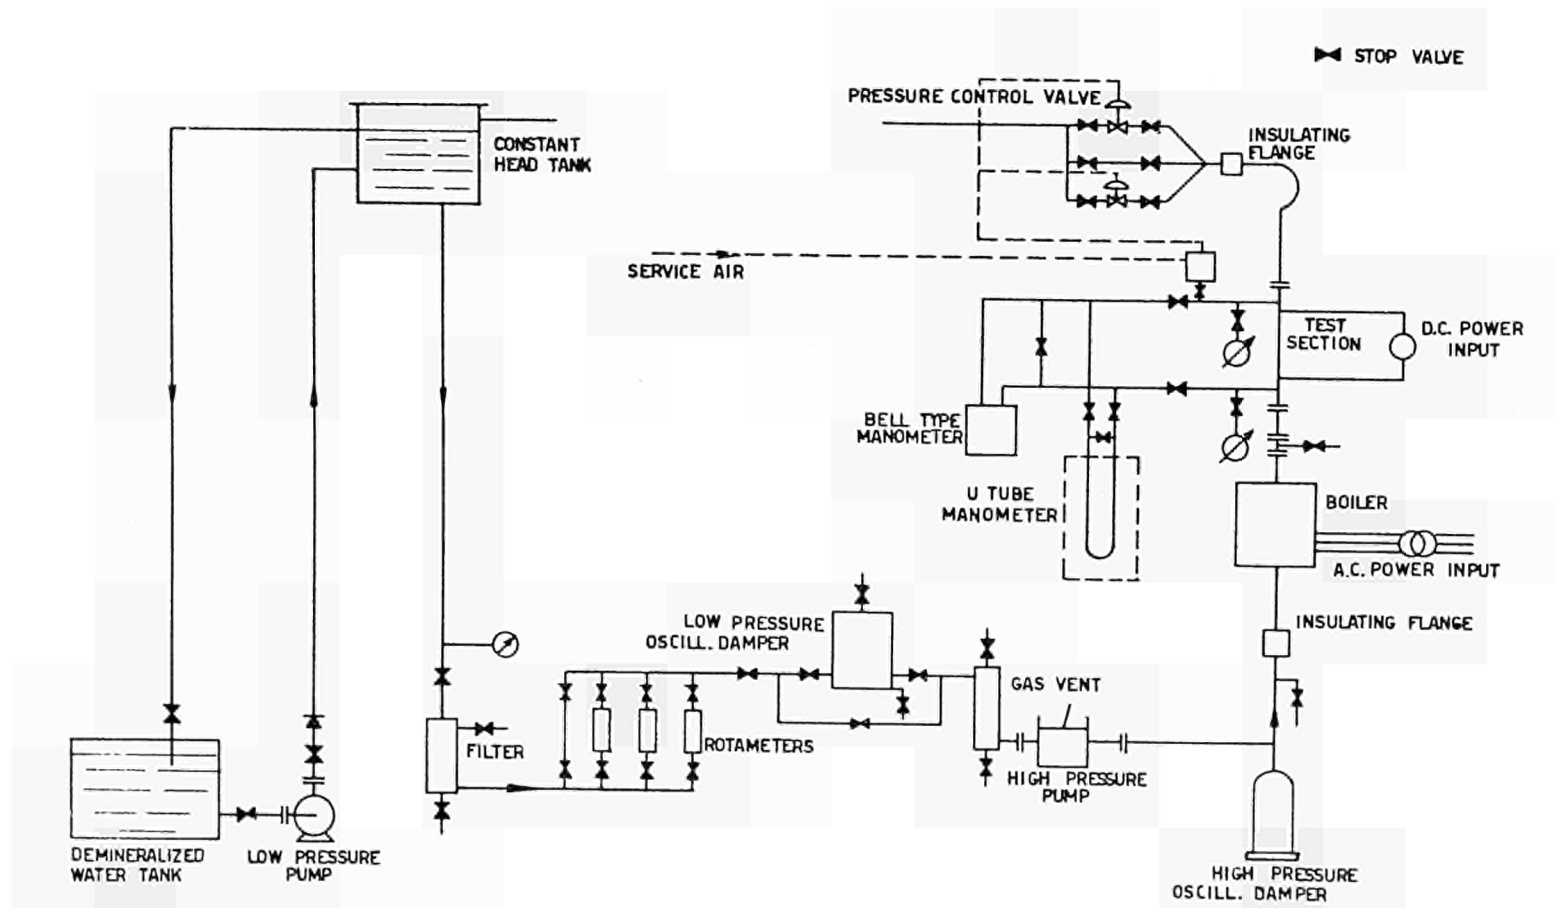 STOP VALVE
PRESSURE CONTROL VALVE
INSULATING
FLANGE
CONSTANT
HEAD TANK
SERVICE AIR
TEST
SECTION
D.C. POWER
INPUT
BELL TYPE
MANOMETER
U TUBE
MANOMETER
BOILER
A.C. POWER INPUT
LOW PRESSURE
OSCILL. DAMPER
INSULATING FLANGE
GAS VENT
FILTER
ROTAMETERS
HIGH PRESSURE
PUMP
DEMINERALIZED
WATER TANK
LOW PRESSURE
PUMP
HIGH PRESSURE
OSCILL. DAMPER